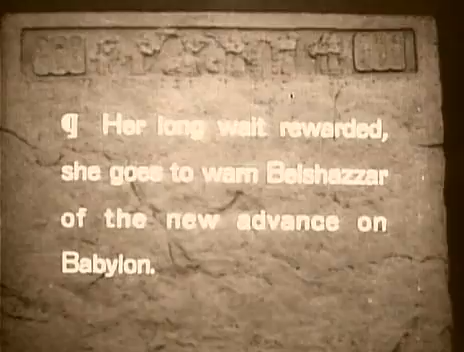 ¶ Her long wait rewarded,
she goes to warn Belshazzar
of the new advance on
Babylon.